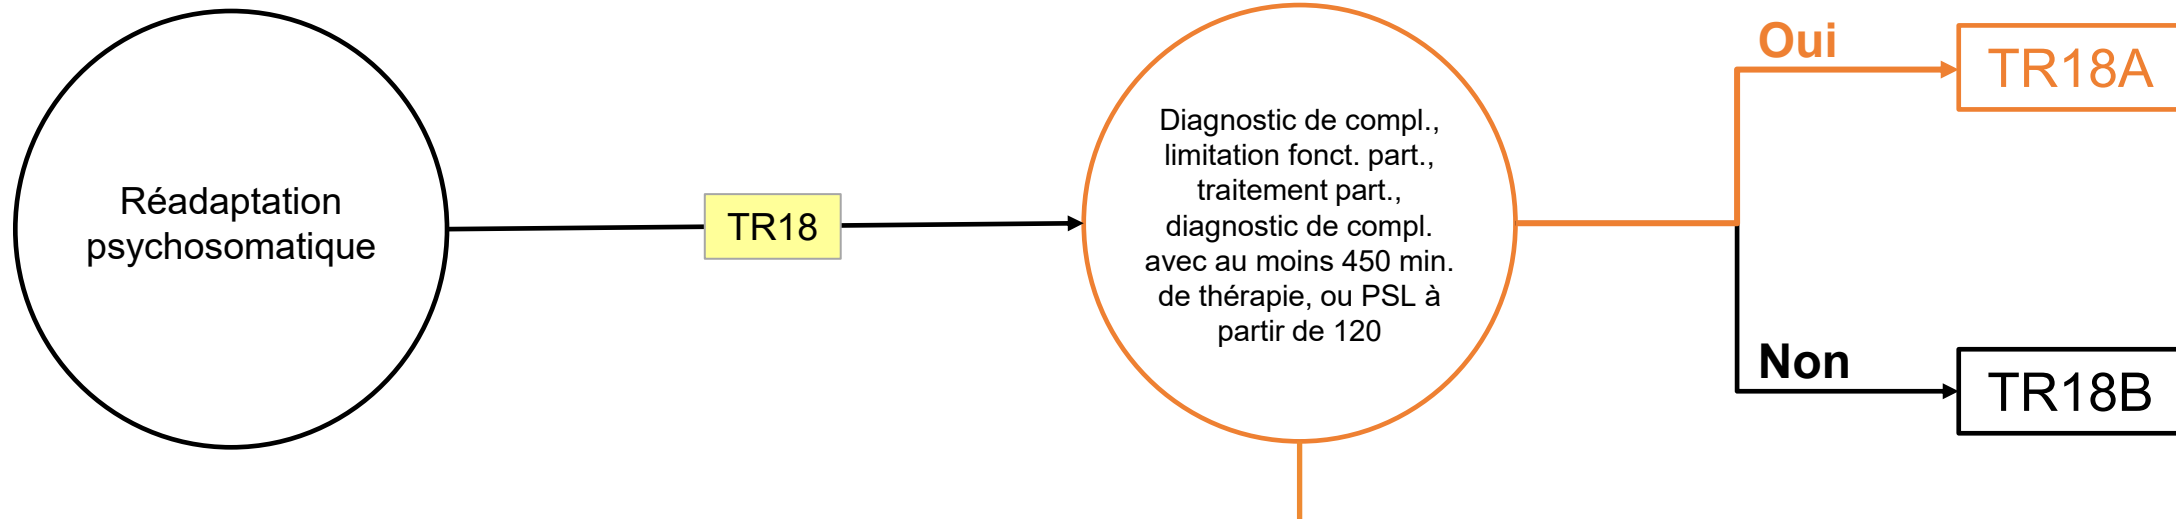 Réadaptation
psychosomatique
TR18
Diagnostic de compl.,
limitation fonct. part.,
traitement part.,
diagnostic de compl.
avec au moins 450 min.
de thérapie, ou PSL à
partir de 120
Oui
TR18A
Non
TR18B